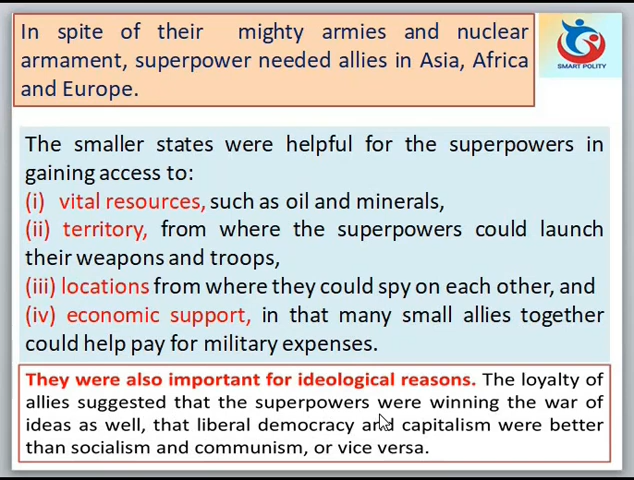 In spite of their mighty armies and nuclear
armament, superpower needed allies in Asia, Africa
and Europe.
SMART POLITY
The smaller states were helpful for the superpowers in
gaining access to:
(i) vital resources, such as oil and minerals,
(ii) territory, from where the superpowers could launch
their weapons and troops,
(iii) locations from where they could spy on each other, and
(iv) economic support, in that many small allies together
could help pay for military expenses.
They were also important for ideological reasons. The loyalty of
allies suggested that the superpowers were winning the war of
ideas as well, that liberal democracy and capitalism were better
than socialism and communism, or vice versa.